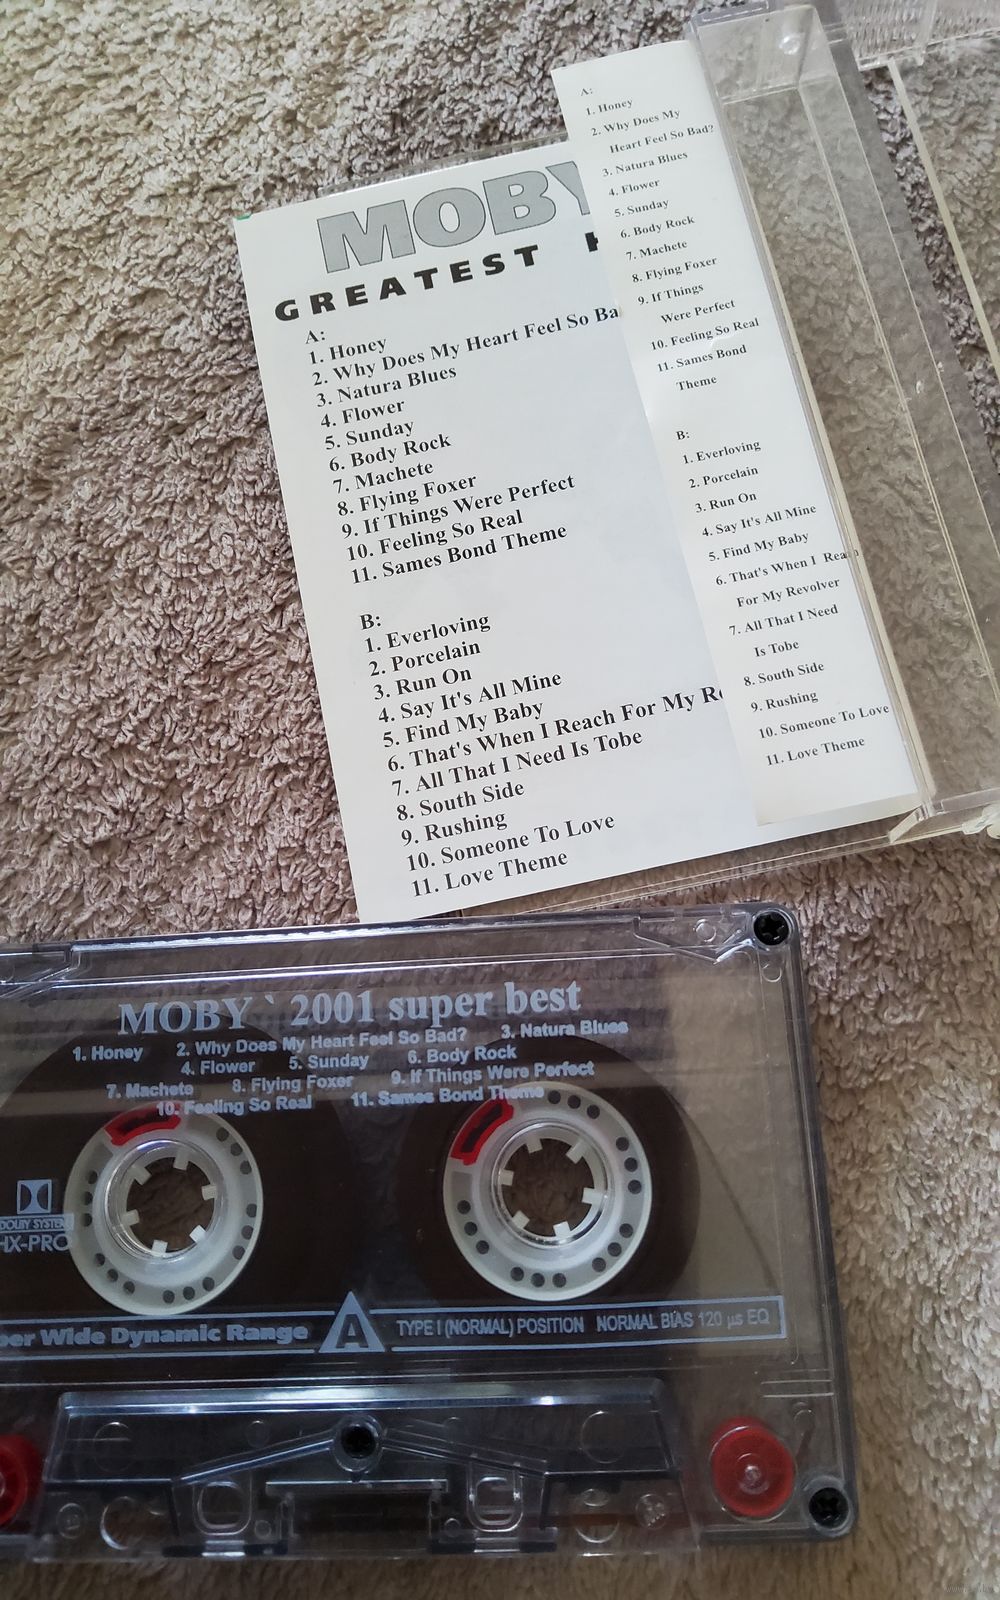 MOBY
GREATEST
A:
1. Honey
2. Why Does My Heart Feel So Ba
3. Natura Blues
4. Flower
5. Sunday
6. Body Rock
7. Machete
8. Flying Foxer
9. If Things Were Perfect
10. Feeling So Real
11. Sames Bond Theme
B:
1. Everloving
2. Porcelain
3. Run On
4. Say It's All Mine
5. Find My Baby
6. That's When I Reach For My Re
7. All That I Need Is Tobe
8. South Side
9. Rushing
10. Someone To Love
11. Love Theme
A:
1. Honey
2. Why Does My
Heart Feel So Bad?
3. Natura Blues
4. Flower
5. Sunday
6. Body Rock
7. Machete
8. Flying Foxer
9. If Things
Were Perfect
10. Feeling So Real
11. Sames Bond
Theme
B:
1. Everloving
2. Porcelain
3. Run On
4. Say It's All Mine
5. Find My Baby
6. That's When I Reach
For My Revolver
7. All That I Need
Is Tobe
8. South Side
9. Rushing
10. Someone To Love
11. Love Theme
MOBY ` 2001 super best
1. Honey 2. Why Does My Heart Feel So Bad? 3. Natura Blues
4. Flower 5. Sunday 6. Body Rock
7. Machete 8. Flying Foxer 9. If Things Were Perfect
10. Feeling So Real 11. Sames Bond Theme
DOLBY SYSTEM
HX-PRO
per Wide Dynamic Range A TYPE I (NORMAL) POSITION NORMAL BIAS 120 µs EQ